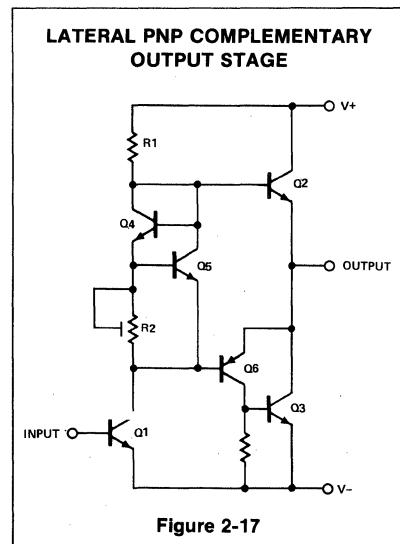 LATERAL PNP COMPLEMENTARY
OUTPUT STAGE
V+
R1
Q2
Q4
Q5
OUTPUT
R2
Q6
Q3
INPUT
Q1
V–
Figure 2-17